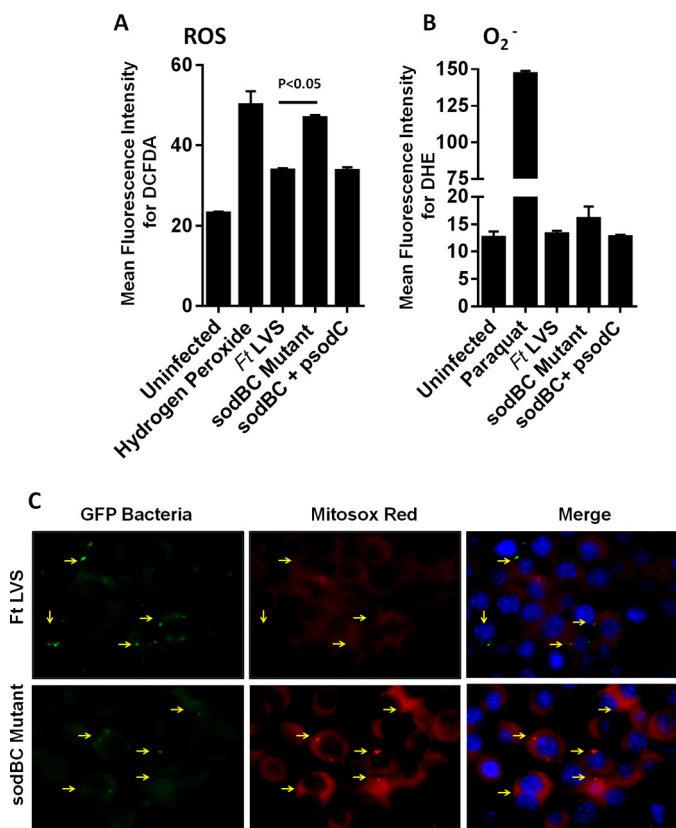 A
ROS
Mean Fluorescence Intensity
for DCFDA
60
40
20
0
P<0.05
Uninfected
Hydrogen Peroxide
Ft LVS
sodBC Mutant
sodBC + psodC
B
O₂⁻
Mean Fluorescence Intensity
for DHE
150
125
100
75
20
15
10
5
0
Uninfected
Paraquat
Ft LVS
sodBC Mutant
sodBC+ psodC
C
GFP Bacteria
Mitosox Red
Merge
Ft LVS
sodBC Mutant